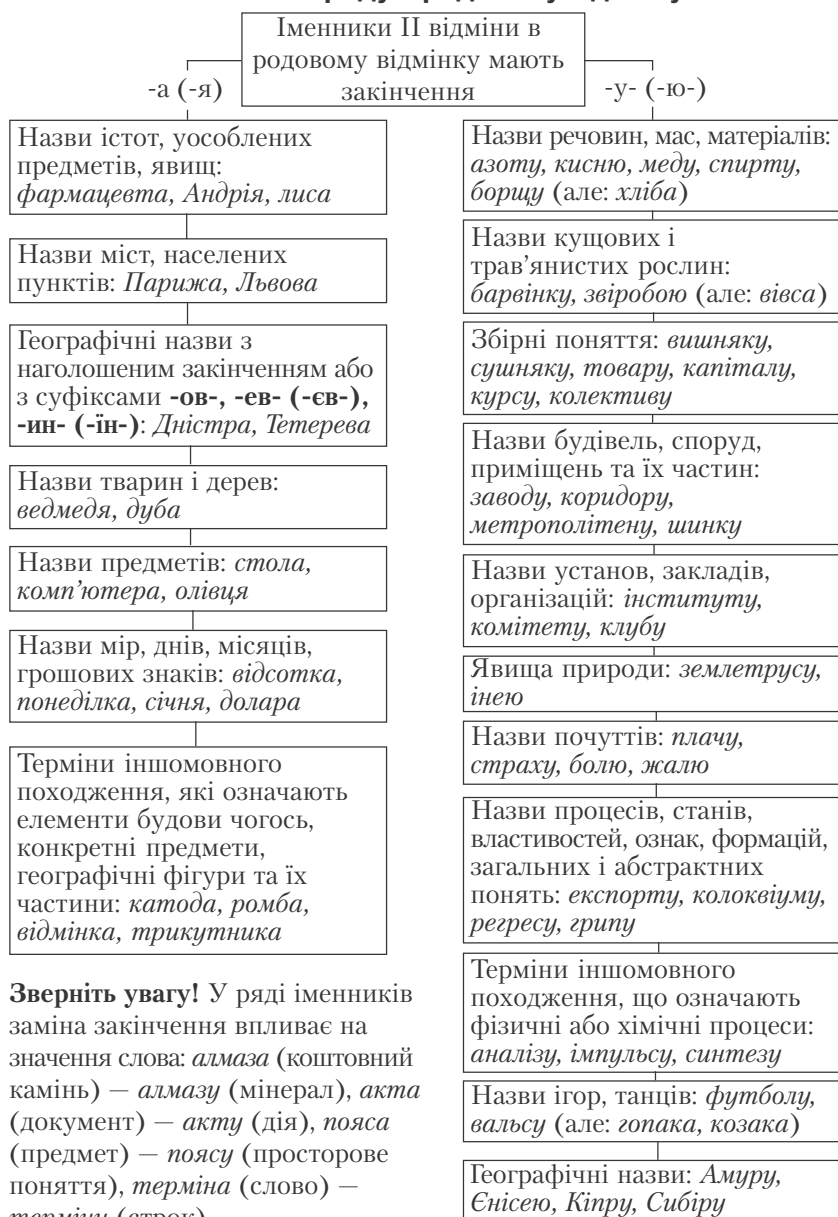 Іменники ІІ відміни в
родовому відмінку мають
закінчення
-а (-я)
-у- (-ю-)
Назви істот, уособлених
предметів, явищ:
фармацевта, Андрія, лиса
Назви міст, населених
пунктів: Парижа, Львова
Географічні назви з
наголошеним закінченням або
з суфіксами -ов-, -ев- (-єв-),
-ин- (-їн-): Дністра, Тетерева
Назви тварин і дерев:
ведмедя, дуба
Назви предметів: стола,
комп’ютера, олівця
Назви мір, днів, місяців,
грошових знаків: відсотка,
понеділка, січня, долара
Терміни іншомовного
походження, які означають
елементи будови чогось,
конкретні предмети,
географічні фігури та їх
частини: катода, ромба,
відмінка, трикутника
Зверніть увагу! У ряді іменників
заміна закінчення впливає на
значення слова: алмаза (коштовний
камінь) — алмазу (мінерал), акта
(документ) — акту (дія), пояса
(предмет) — поясу (просторове
поняття), терміна (слово) —
Назви речовин, мас, матеріалів:
азоту, кисню, меду, спирту,
борщу (але: хліба)
Назви кущових і
трав’янистих рослин:
барвінку, звіробою (але: вівса)
Збірні поняття: вишняку,
сушняку, товару, капіталу,
курсу, колективу
Назви будівель, споруд,
приміщень та їх частин:
заводу, коридору,
метрополітену, шинку
Назви установ, закладів,
організацій: інституту,
комітету, клубу
Явища природи: землетрусу,
інею
Назви почуттів: плачу,
страху, болю, жалю
Назви процесів, станів,
властивостей, ознак, формацій,
загальних і абстрактних
понять: експорту, колоквіуму,
регресу, грипу
Терміни іншомовного
походження, що означають
фізичні або хімічні процеси:
аналізу, імпульсу, синтезу
Назви ігор, танців: футболу,
вальсу (але: гопака, козака)
Географічні назви: Амуру,
Єнісею, Кіпру, Сибіру